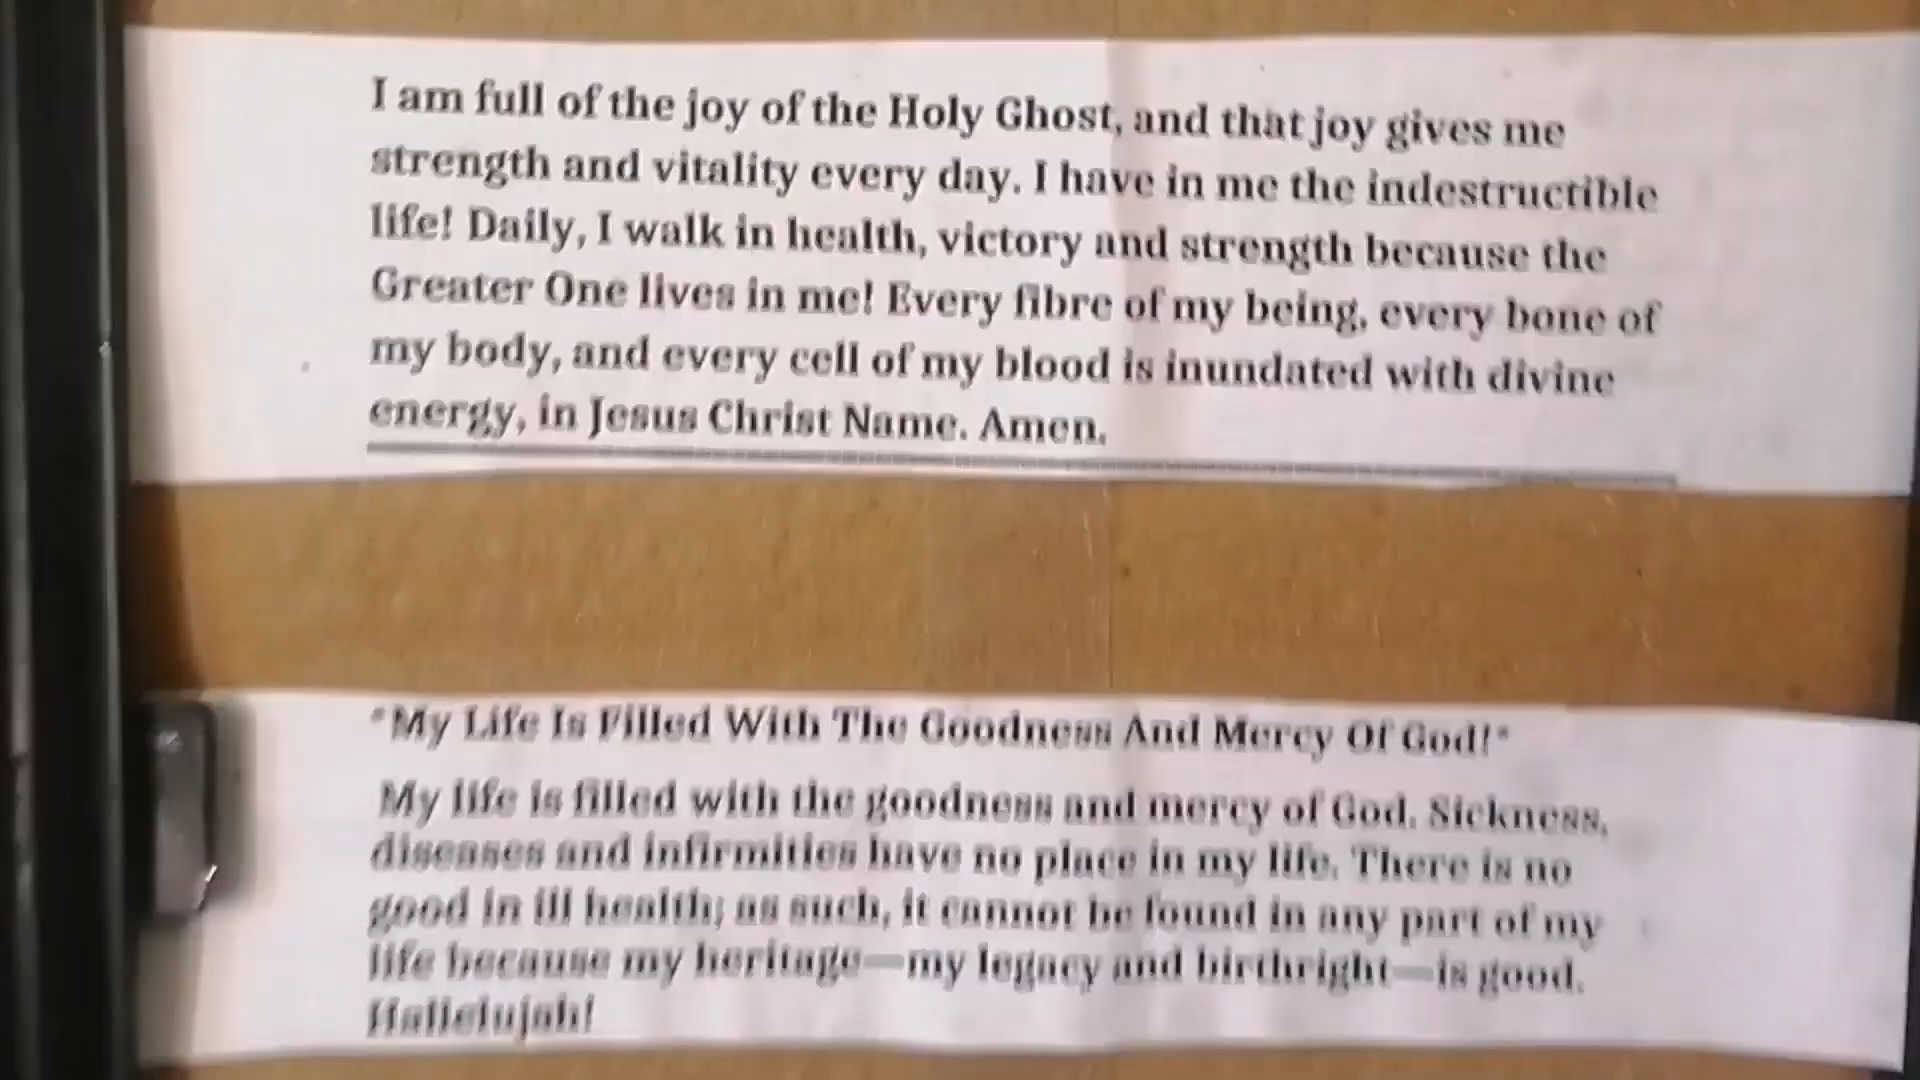 I am full of the joy of the Holy Ghost, and that joy gives me
strength and vitality every day. I have in me the indestructible
life! Daily, I walk in health, victory and strength because the
Greater One lives in me! Every fibre of my being, every bone of
my body, and every cell of my blood is inundated with divine
energy, in Jesus Christ Name. Amen.
*My Life Is Filled With The Goodness And Mercy Of God!*
My life is filled with the goodness and mercy of God. Sickness,
diseases and infirmities have no place in my life. There is no
good in ill health; as such, it cannot be found in any part of my
life because my heritage—my legacy and birthright—is good.
Hallelujah!